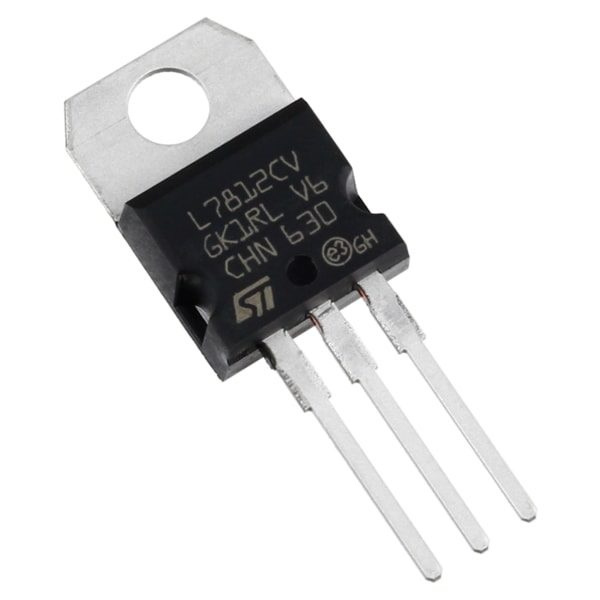 L7812CV
GK1RL V6
CHN 630
ST e3 GH